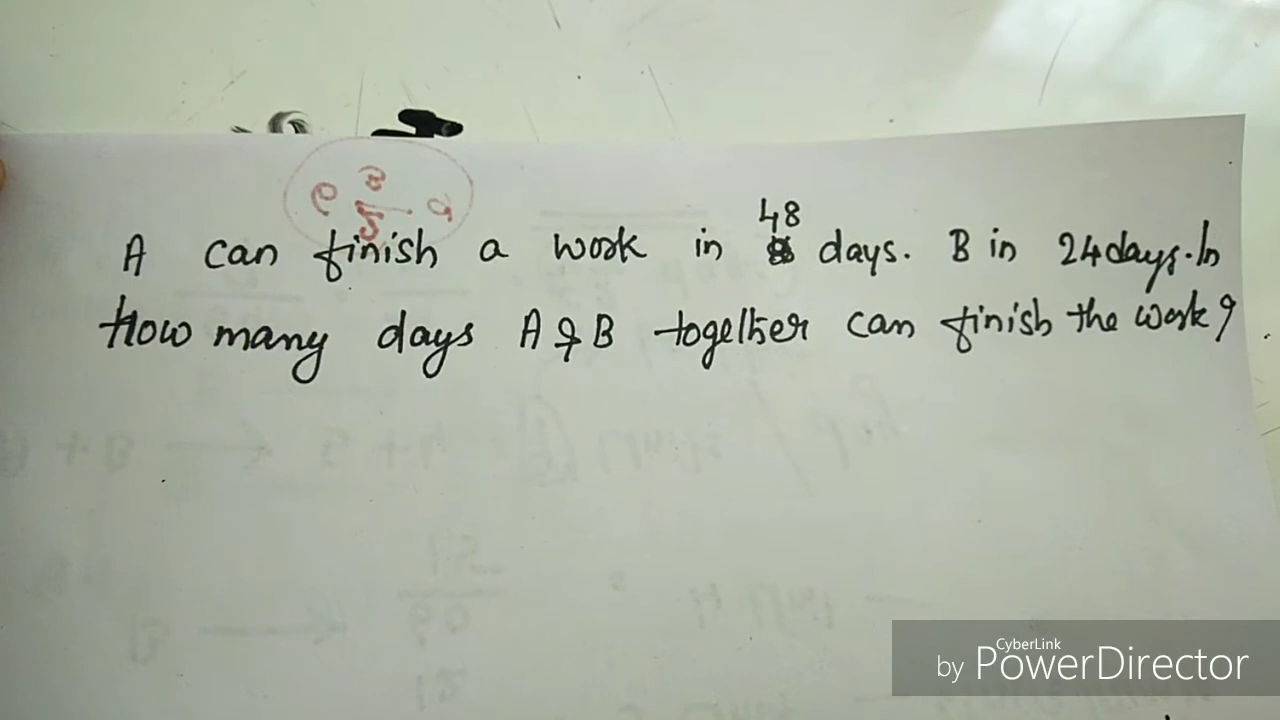 48
A can finish a work in days. B in 24days. In
How many days A & B together can finish the work?
CyberLink
by PowerDirector